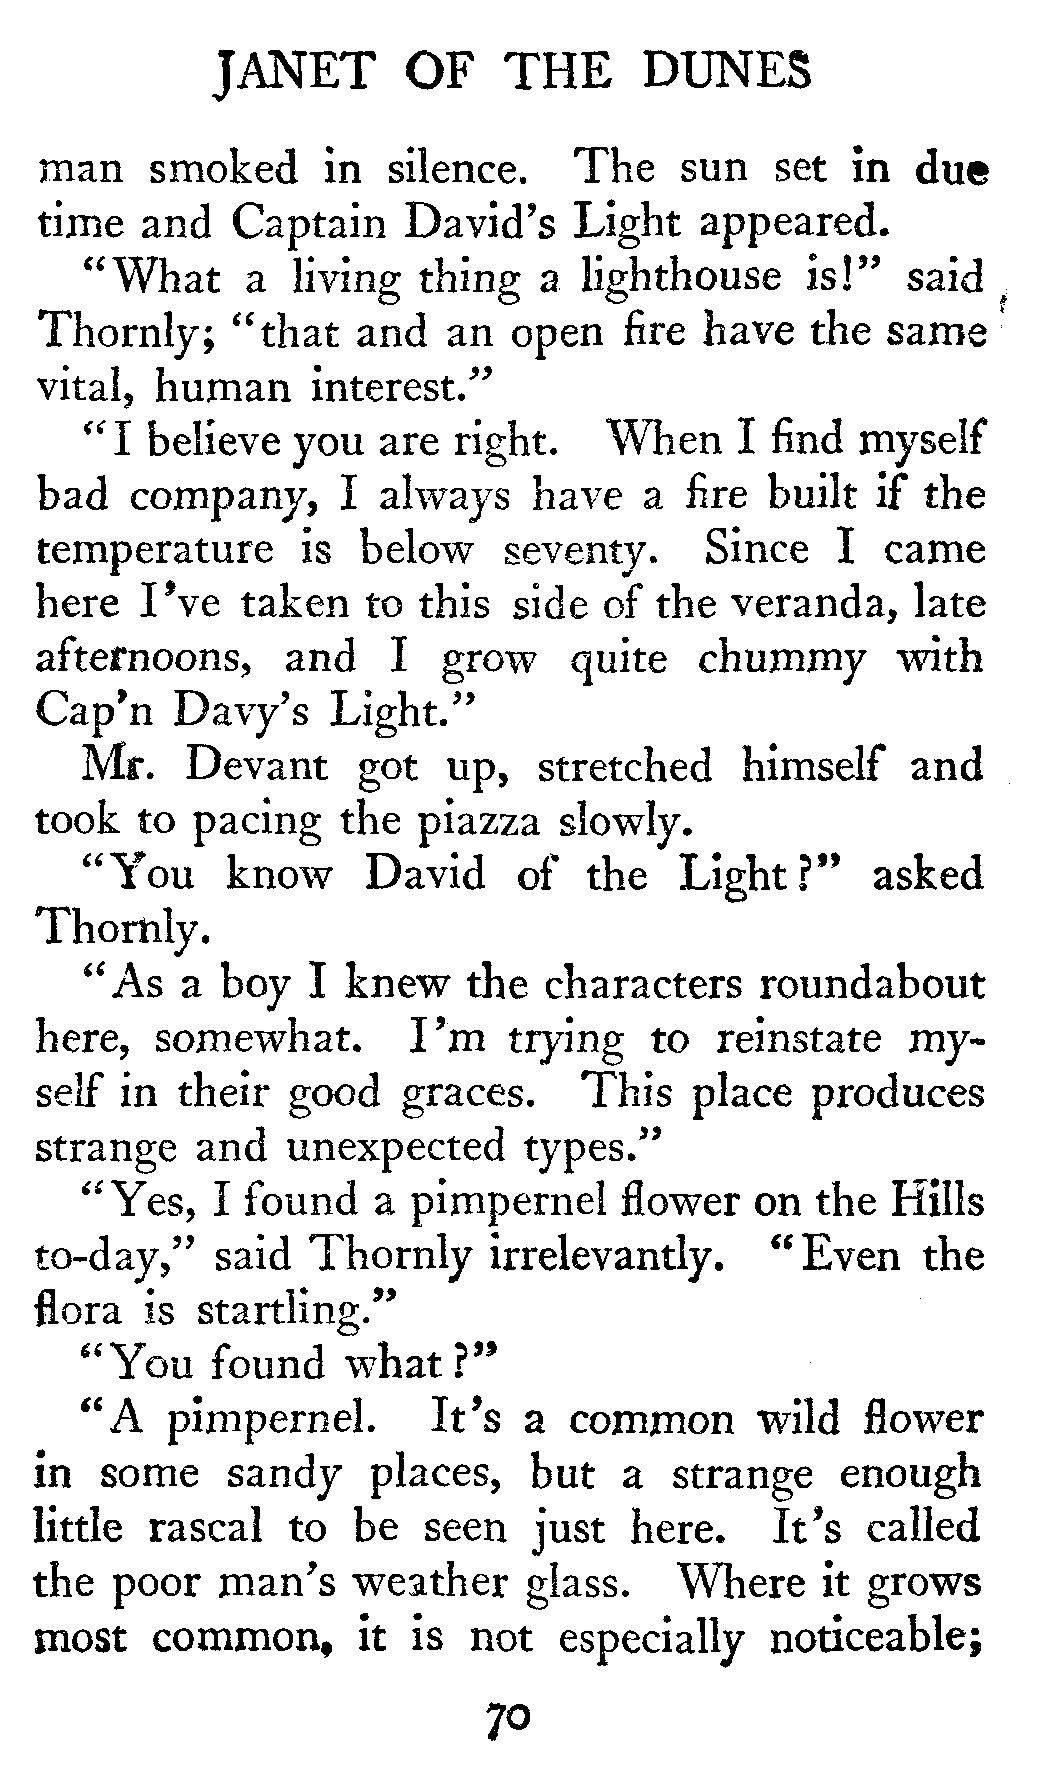 JANET OF THE DUNES
man smoked in silence. The sun set in due
time and Captain David's Light appeared.
"What a living thing a lighthouse is!" said
Thornly; "that and an open fire have the same
vital, human interest."
"I believe you are right. When I find myself
bad company, I always have a fire built if the
temperature is below seventy. Since I came
here I've taken to this side of the veranda, late
afternoons, and I grow quite chummy with
Cap'n Davy's Light."
Mr. Devant got up, stretched himself and
took to pacing the piazza slowly.
"You know David of the Light?" asked
Thornly.
"As a boy I knew the characters roundabout
here, somewhat. I'm trying to reinstate my-
self in their good graces. This place produces
strange and unexpected types."
"Yes, I found a pimpernel flower on the Hills
to-day," said Thornly irrelevantly. "Even the
flora is startling."
"You found what?"
"A pimpernel. It's a common wild flower
in some sandy places, but a strange enough
little rascal to be seen just here. It's called
the poor man's weather glass. Where it grows
most common, it is not especially noticeable;
70